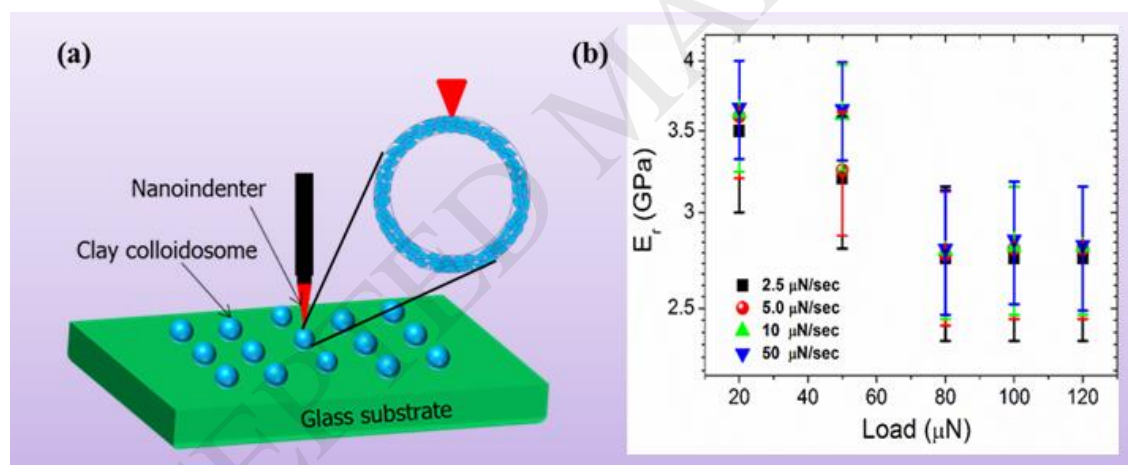 (a)
Nanoindenter
Clay colloidosome
Glass substrate
(b)
4
3.5
3
2.5
E_r (GPa)
2.5 μN/sec
5.0 μN/sec
10 μN/sec
50 μN/sec
20 40 60 80 100 120
Load (μN)